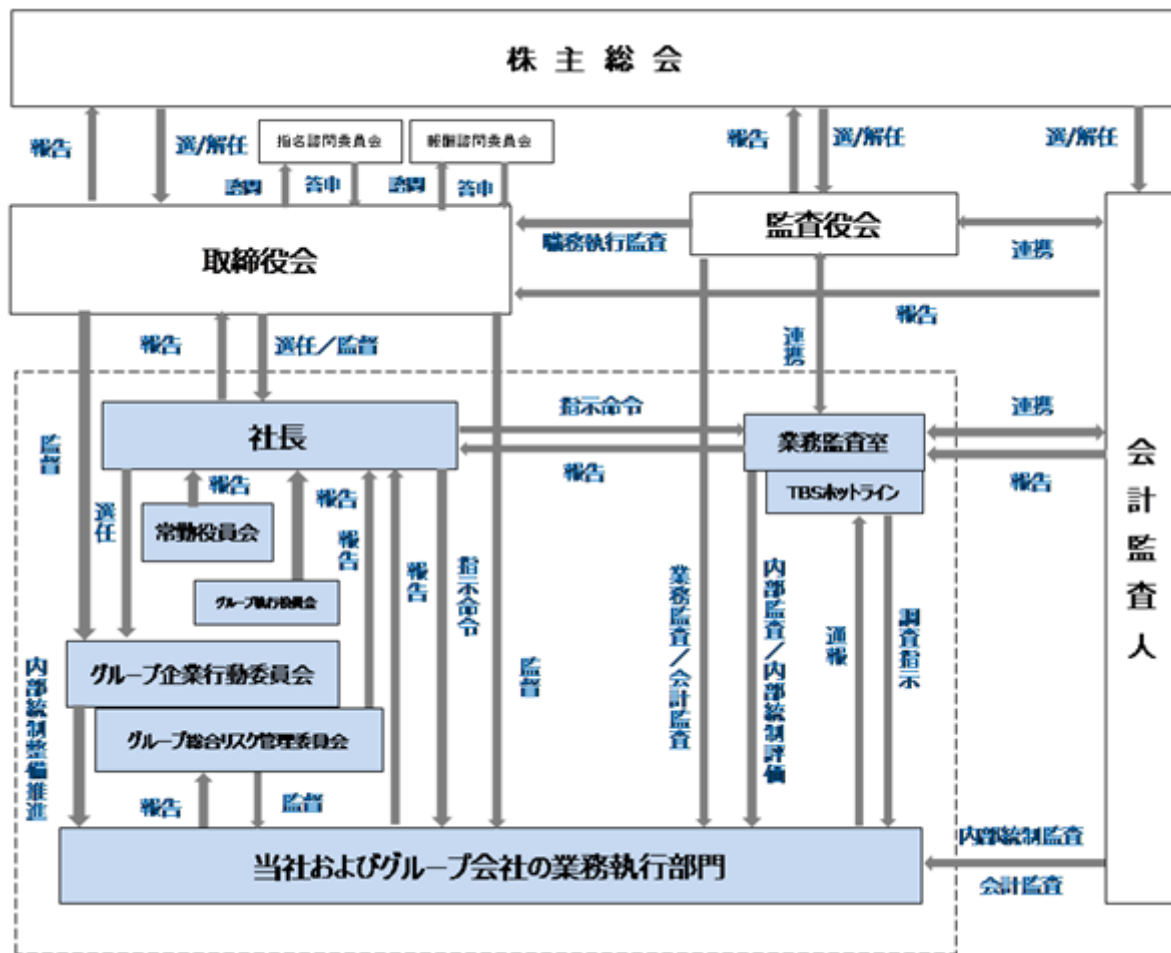 株主総会
報告
選/解任
指名諮問委員会
報酬諮問委員会
報告
選/解任
選/解任
諮問
答申
諮問
答申
取締役会
職務執行監査
監査役会
連携
報告
報告
選任／監督
連携
監督
社長
指示命令
報告
業務監査室
TBSホットライン
連携
報告
会計監査人
選任
報告
常勤役員会
報告
グループ執行役員会
報告
報告
指示命令
監督
業務監査／会計監査
内部監査／内部統制評価
通報
調査指示
グループ企業行動委員会
グループ総合リスク管理委員会
内部統制整備推進
報告
監督
当社およびグループ会社の業務執行部門
内部統制監査
会計監査